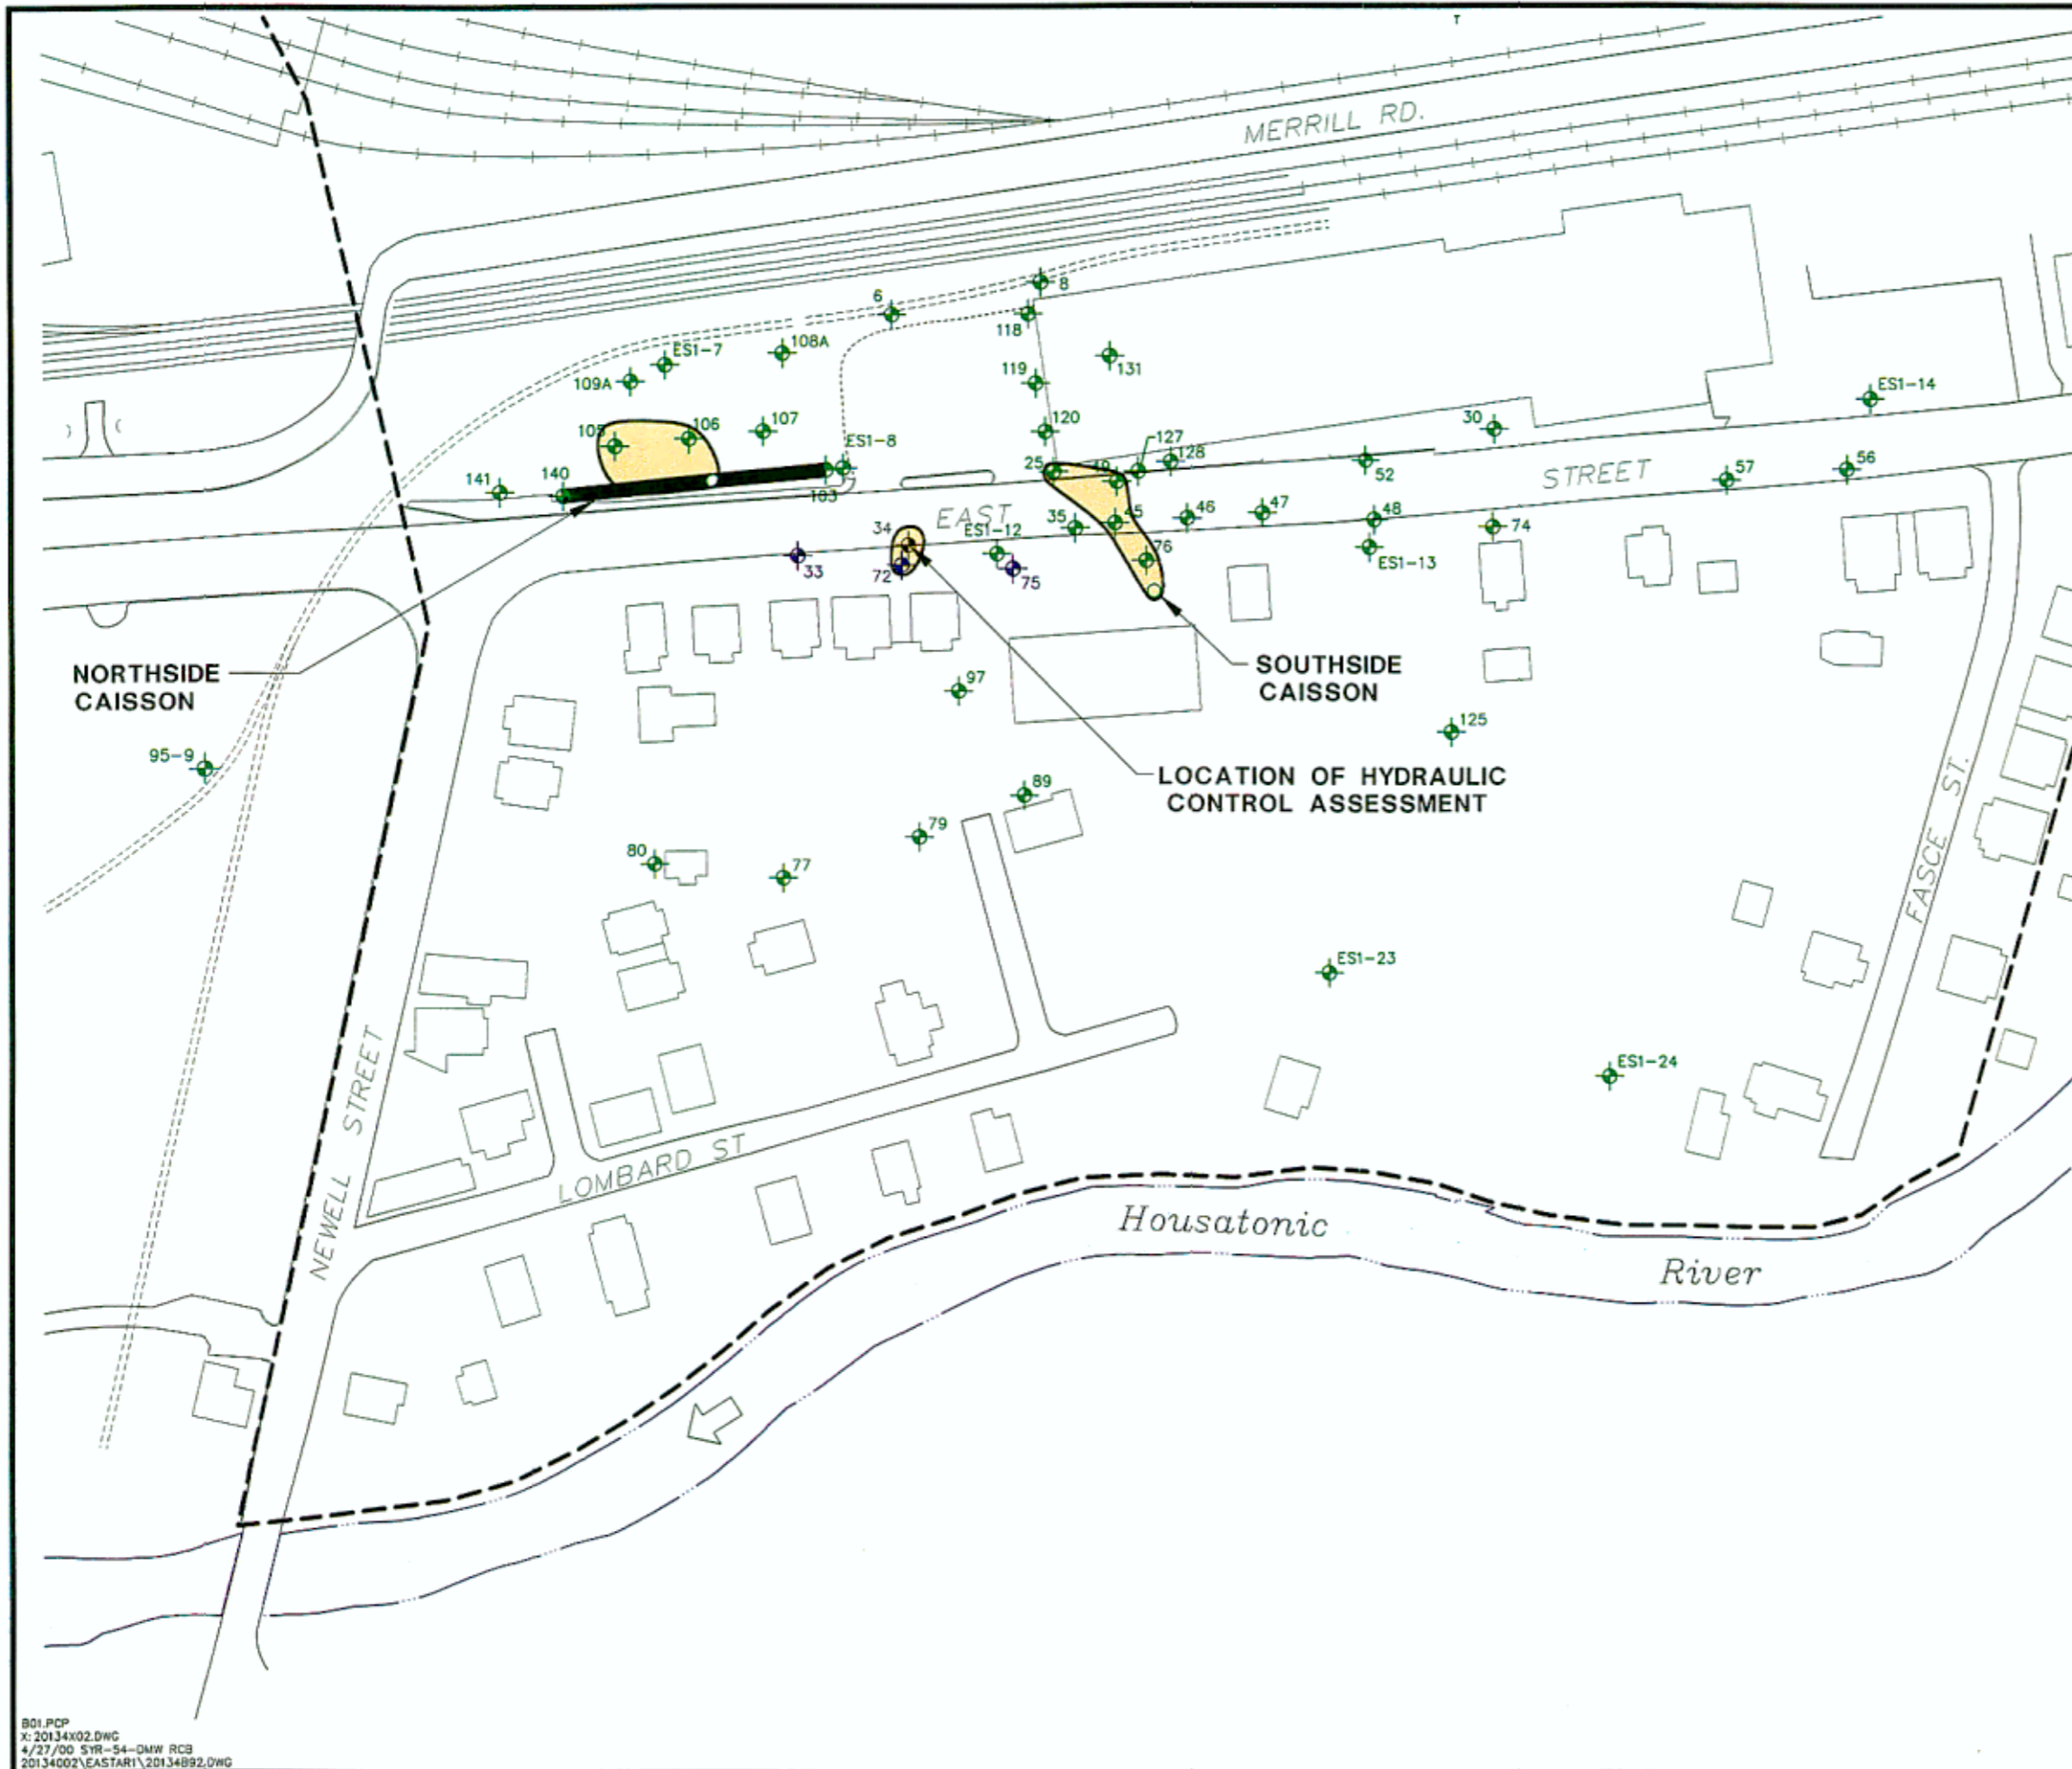 MERRILL RD.
8
6
118
108A
ES1-7
131
109A
119
ES1-14
30
105
106
107
120
127
ES1-8
25
128
52
57
56
STREET
141
140
103
EAST
34
ES1-12
35
45
46
47
48
74
33
72
75
76
ES1-13
NORTHSIDE
CAISSON
SOUTHSIDE
CAISSON
97
125
95-9
LOCATION OF HYDRAULIC
CONTROL ASSESSMENT
89
79
80
77
FASCE ST.
ES1-23
ES1-24
NEWELL STREET
LOMBARD ST
Housatonic
River
B01.PCP
X: 20134X02.DWG
4/27/00 SYR-54-DMW RCB
20134002\EASTAR1\20134B92.DWG